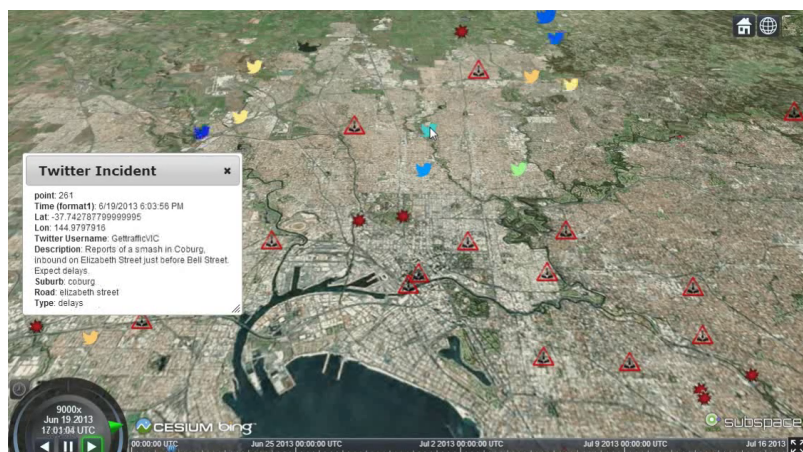 Twitter Incident
point: 261
Time (format1): 6/19/2013 6:03:56 PM
Lat: -37.742787799999995
Lon: 144.9797916
Twitter Username: GettrafficVIC
Description: Reports of a smash in Coburg,
inbound on Elizabeth Street just before Bell Street.
Expect delays.
Suburb: coburg
Road: elizabeth street
Type: delays
9000x
Jun 19 2013
17:01:04 UTC
CESIUM bing
subspace
00:00:00 UTC
Jun 25 2013 00:00:00 UTC
Jul 2 2013 00:00:00 UTC
Jul 9 2013 00:00:00 UTC
Jul 16 2013